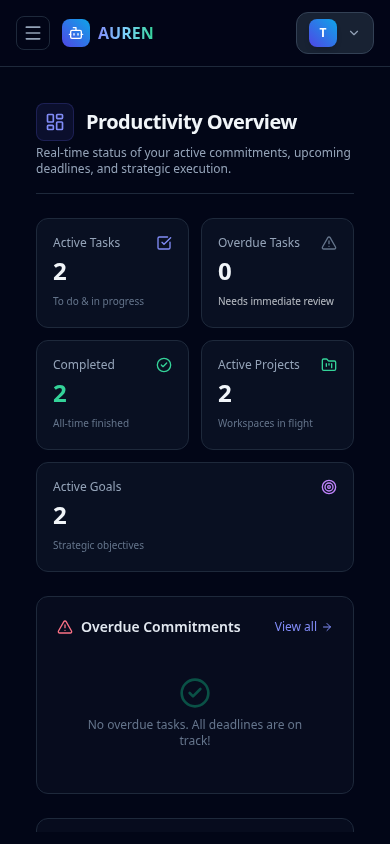 AUREN
T
Productivity Overview
Real-time status of your active commitments, upcoming
deadlines, and strategic execution.
Active Tasks
2
To do & in progress
Overdue Tasks
0
Needs immediate review
Completed
2
All-time finished
Active Projects
2
Workspaces in flight
Active Goals
2
Strategic objectives
Overdue Commitments
View all →
No overdue tasks. All deadlines are on
track!